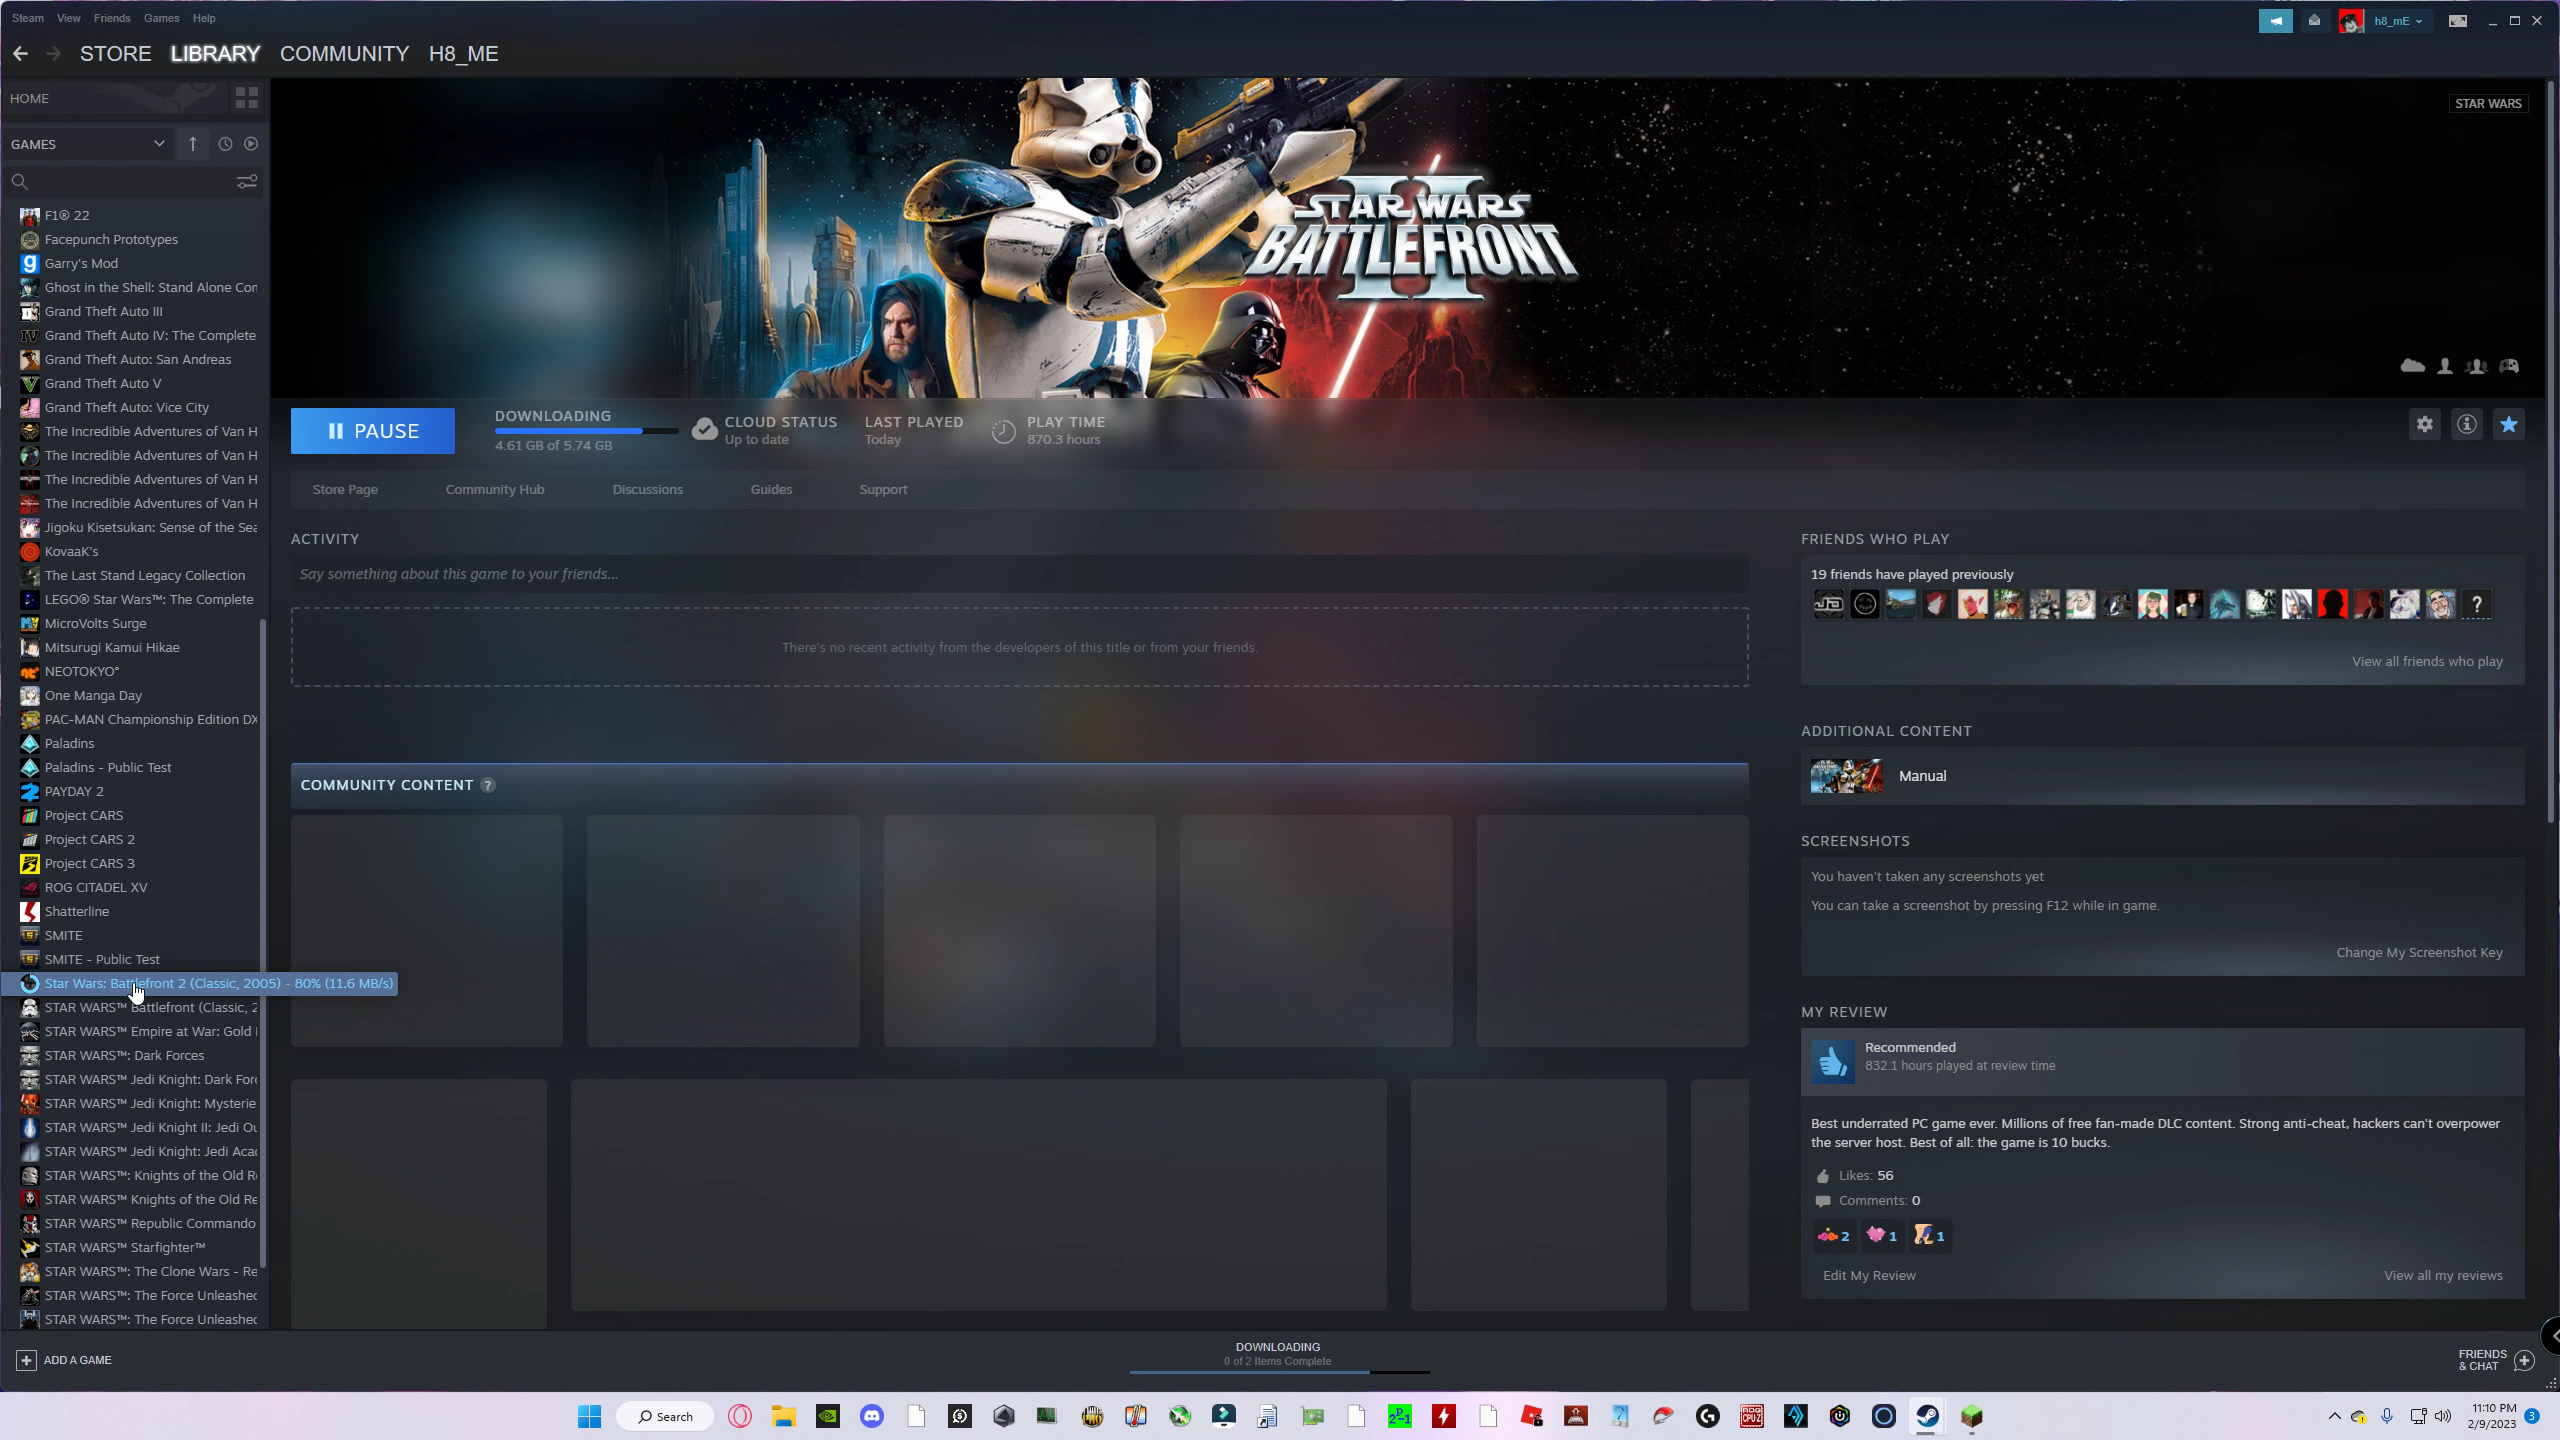 Steam View Friends Games Help
h8_mE
STORE LIBRARY COMMUNITY H8_ME
HOME
GAMES
F1® 22
Facepunch Prototypes
Garry's Mod
Ghost in the Shell: Stand Alone Con
Grand Theft Auto III
Grand Theft Auto IV: The Complete
Grand Theft Auto: San Andreas
Grand Theft Auto V
Grand Theft Auto: Vice City
The Incredible Adventures of Van H
The Incredible Adventures of Van H
The Incredible Adventures of Van H
The Incredible Adventures of Van H
Jigoku Kisetsukan: Sense of the Sea
KovaaK's
The Last Stand Legacy Collection
LEGO® Star Wars™: The Complete
MicroVolts Surge
Mitsurugi Kamui Hikae
NEOTOKYO°
One Manga Day
PAC-MAN Championship Edition DX
Paladins
Paladins - Public Test
PAYDAY 2
Project CARS
Project CARS 2
Project CARS 3
ROG CITADEL XV
Shatterline
SMITE
SMITE - Public Test
Star Wars: Battlefront 2 (Classic, 2005) - 80% (11.6 MB/s)
STAR WARS™ Battlefront (Classic, 2
STAR WARS™ Empire at War: Gold
STAR WARS™: Dark Forces
STAR WARS™ Jedi Knight: Dark Forc
STAR WARS™ Jedi Knight: Mysterie
STAR WARS™ Jedi Knight II: Jedi Ou
STAR WARS™ Jedi Knight: Jedi Acad
STAR WARS™: Knights of the Old R
STAR WARS™ Knights of the Old Re
STAR WARS™ Republic Commando
STAR WARS™ Starfighter™
STAR WARS™: The Clone Wars - Re
STAR WARS™: The Force Unleashed
STAR WARS™: The Force Unleashed
ADD A GAME
STAR WARS
STAR WARS
BATTLEFRONT
II
PAUSE
DOWNLOADING
4.61 GB of 5.74 GB
CLOUD STATUS
Up to date
LAST PLAYED
Today
PLAY TIME
870.3 hours
Store Page Community Hub Discussions Guides Support
ACTIVITY
Say something about this game to your friends...
There's no recent activity from the developers of this title or from your friends.
COMMUNITY CONTENT ?
FRIENDS WHO PLAY
19 friends have played previously
?
View all friends who play
ADDITIONAL CONTENT
Manual
SCREENSHOTS
You haven't taken any screenshots yet
You can take a screenshot by pressing F12 while in game.
Change My Screenshot Key
MY REVIEW
Recommended
832.1 hours played at review time
Best underrated PC game ever. Millions of free fan-made DLC content. Strong anti-cheat, hackers can't overpower
the server host. Best of all: the game is 10 bucks.
Likes: 56
Comments: 0
2 1 1
Edit My Review View all my reviews
DOWNLOADING
0 of 2 Items Complete
FRIENDS
& CHAT
Search
11:10 PM
2/9/2023
3